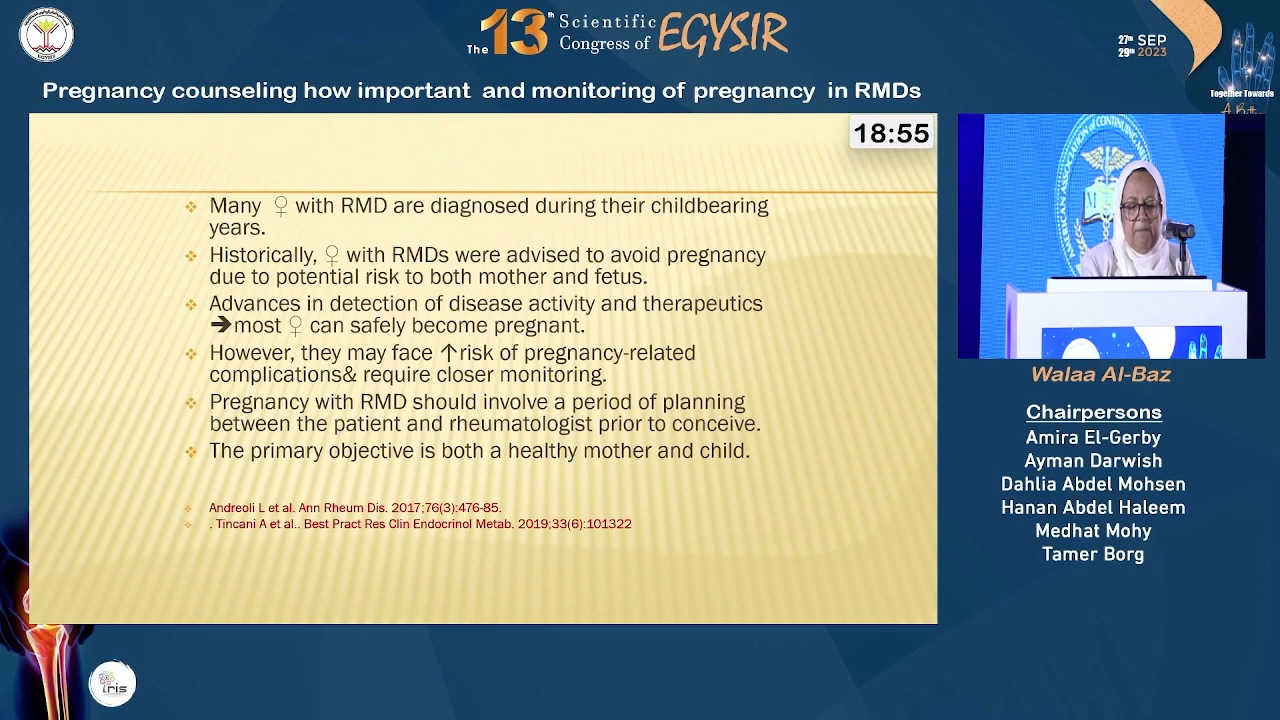 The 13th Scientific Congress of EGYSIR
27th SEP
29th 2023
Together Towards
Pregnancy counseling how important and monitoring of pregnancy in RMDs
18:55
❖ Many ♀ with RMD are diagnosed during their childbearing
years.
❖ Historically, ♀ with RMDs were advised to avoid pregnancy
due to potential risk to both mother and fetus.
❖ Advances in detection of disease activity and therapeutics
➔most ♀ can safely become pregnant.
❖ However, they may face ↑risk of pregnancy-related
complications& require closer monitoring.
❖ Pregnancy with RMD should involve a period of planning
between the patient and rheumatologist prior to conceive.
❖ The primary objective is both a healthy mother and child.
❖ Andreoli L et al. Ann Rheum Dis. 2017;76(3):476-85.
❖ . Tincani A et al.. Best Pract Res Clin Endocrinol Metab. 2019;33(6):101322
Walaa Al-Baz
Chairpersons
Amira El-Gerby
Ayman Darwish
Dahlia Abdel Mohsen
Hanan Abdel Haleem
Medhat Mohy
Tamer Borg
iris